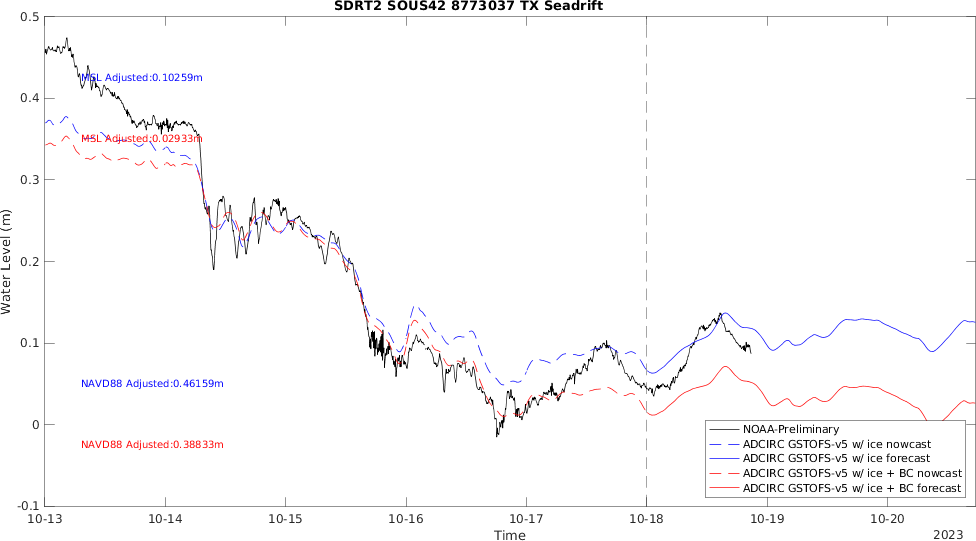 SDRT2 SOUS42 8773037 TX Seadrift
0.5
0.4
0.3
0.2
0.1
0
-0.1
Water Level (m)
MSL Adjusted:0.10259m
MSL Adjusted:0.02933m
NAVD88 Adjusted:0.46159m
NAVD88 Adjusted:0.38833m
NOAA-Preliminary
ADCIRC GSTOFS-v5 w/ ice nowcast
ADCIRC GSTOFS-v5 w/ ice forecast
ADCIRC GSTOFS-v5 w/ ice + BC nowcast
ADCIRC GSTOFS-v5 w/ ice + BC forecast
10-13 10-14 10-15 10-16 10-17 10-18 10-19 10-20
Time
2023